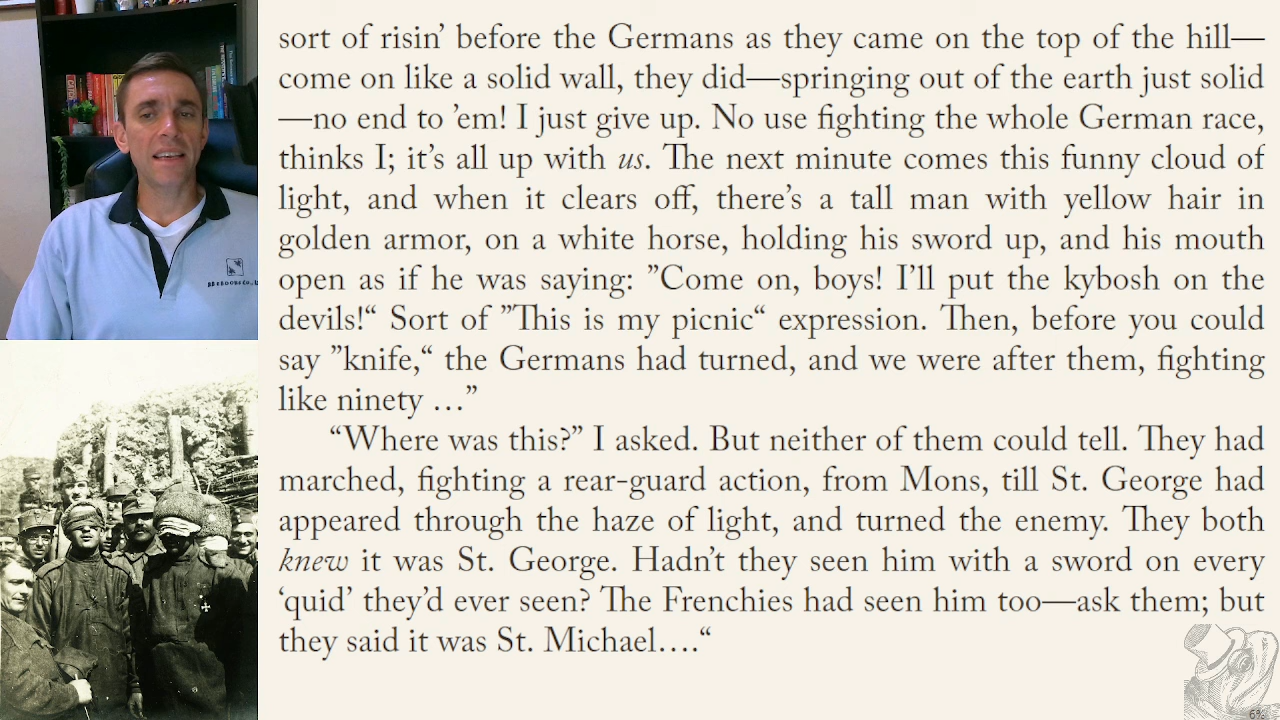 sort of risin’ before the Germans as they came on the top of the hill—
come on like a solid wall, they did—springing out of the earth just solid
—no end to ’em! I just give up. No use fighting the whole German race,
thinks I; it’s all up with us. The next minute comes this funny cloud of
light, and when it clears off, there’s a tall man with yellow hair in
golden armor, on a white horse, holding his sword up, and his mouth
open as if he was saying: ”Come on, boys! I’ll put the kybosh on the
devils!“ Sort of ”This is my picnic“ expression. Then, before you could
say ”knife,“ the Germans had turned, and we were after them, fighting
like ninety …”
“Where was this?” I asked. But neither of them could tell. They had
marched, fighting a rear-guard action, from Mons, till St. George had
appeared through the haze of light, and turned the enemy. They both
knew it was St. George. Hadn’t they seen him with a sword on every
‘quid’ they’d ever seen? The Frenchies had seen him too—ask them; but
they said it was St. Michael….“
6%